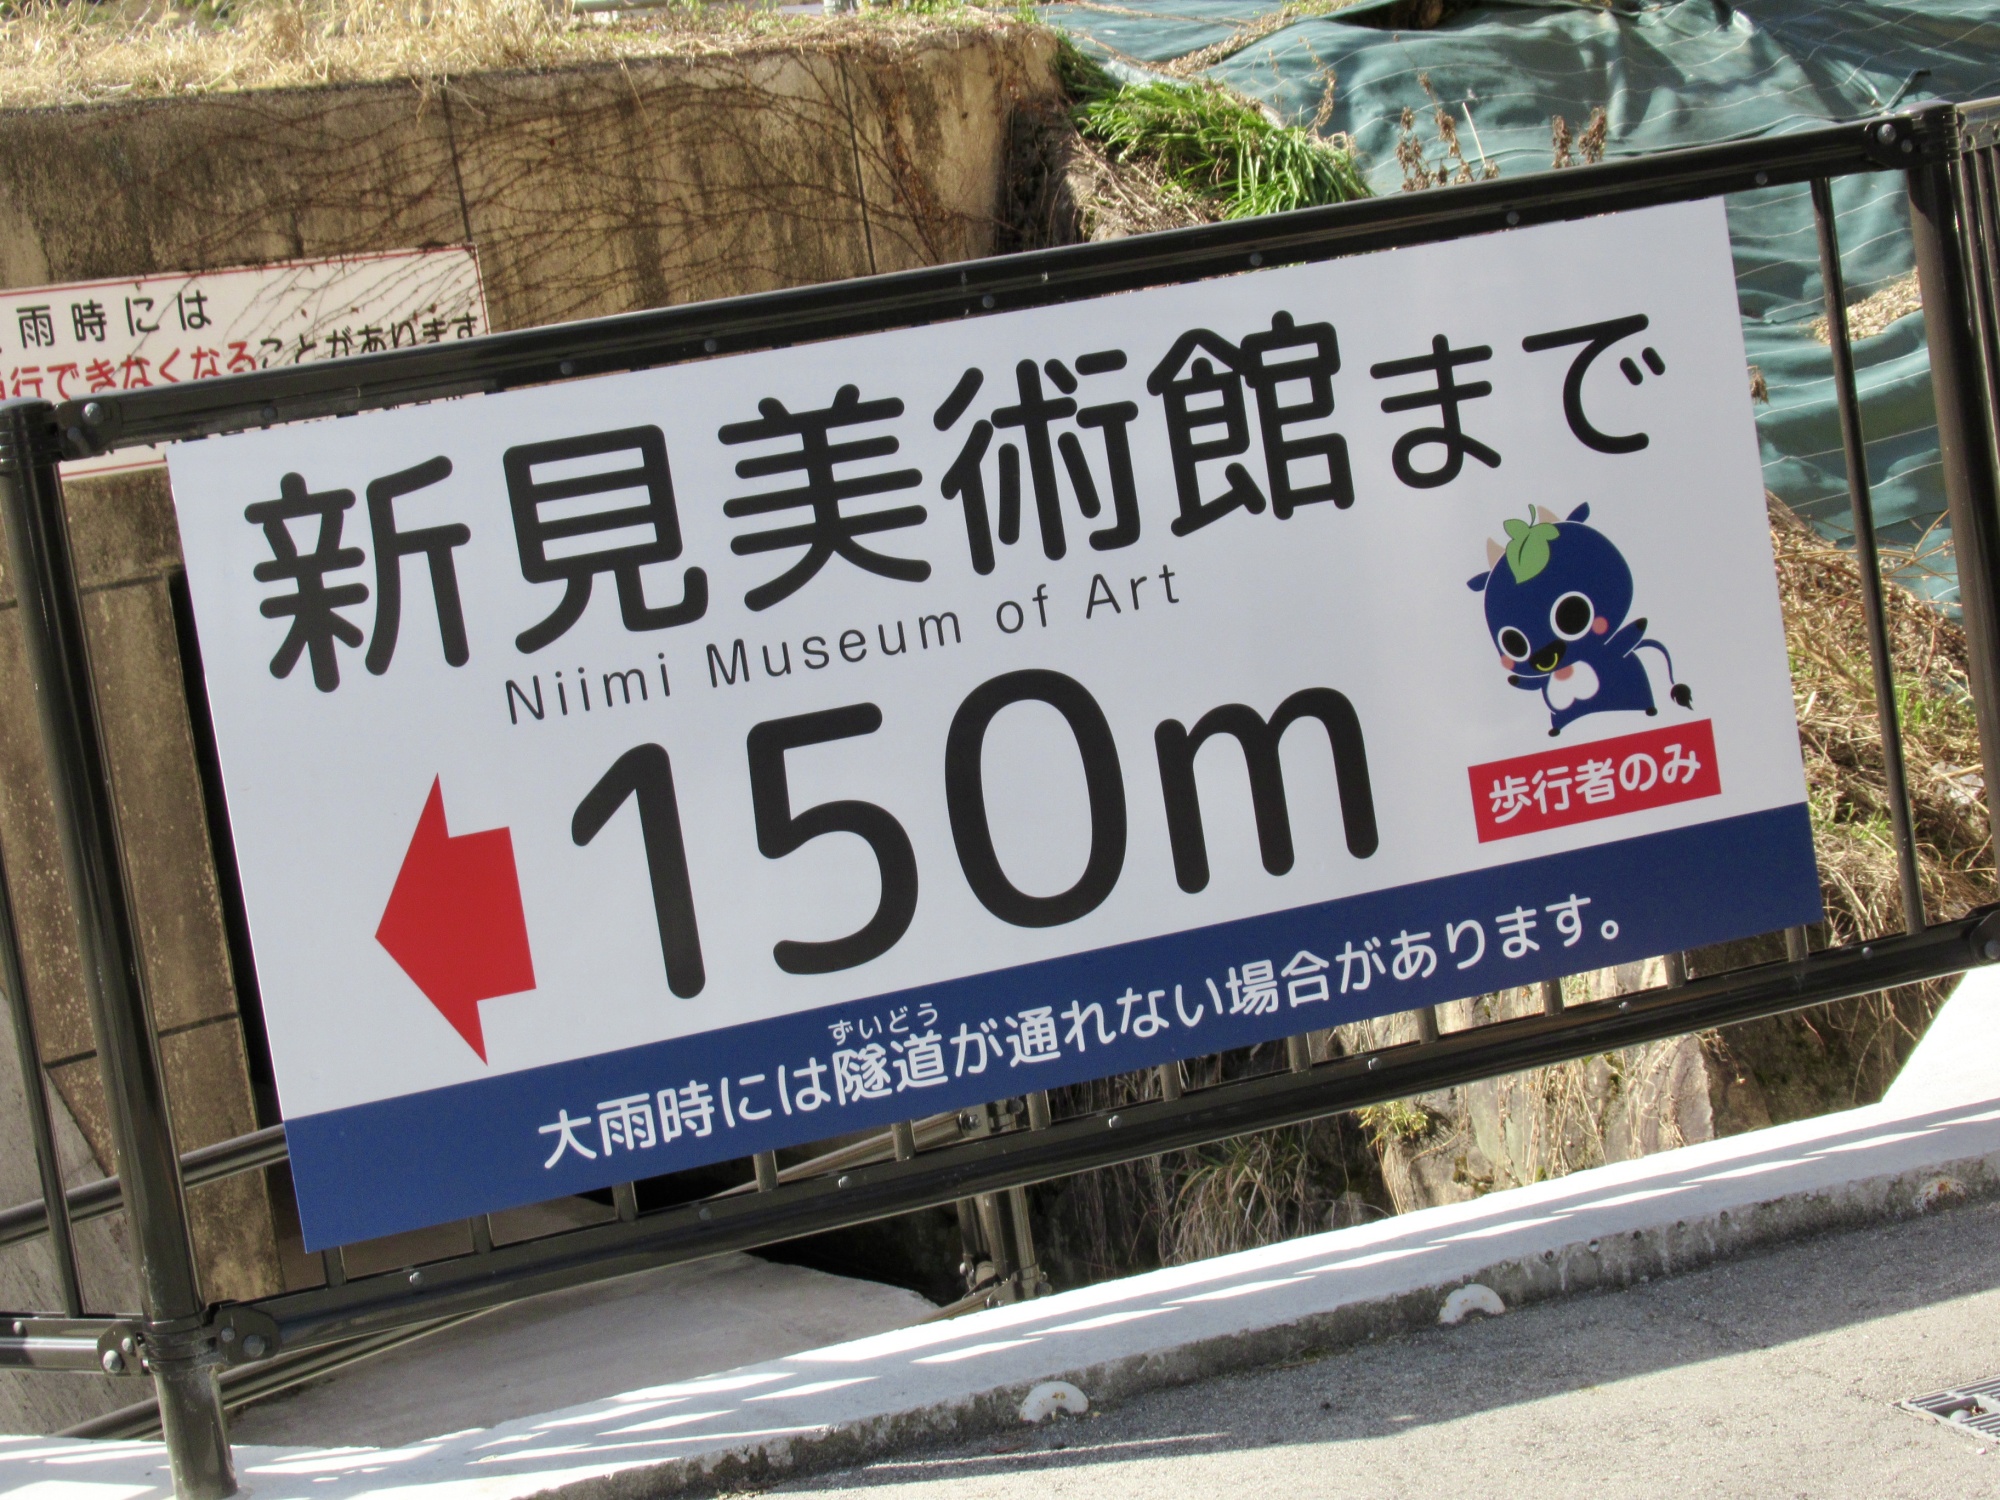 雨時には
行できなくなることがあります
新見美術館まで
Niimi Museum of Art
150m
歩行者のみ
ずいどう
大雨時には隧道が通れない場合があります。